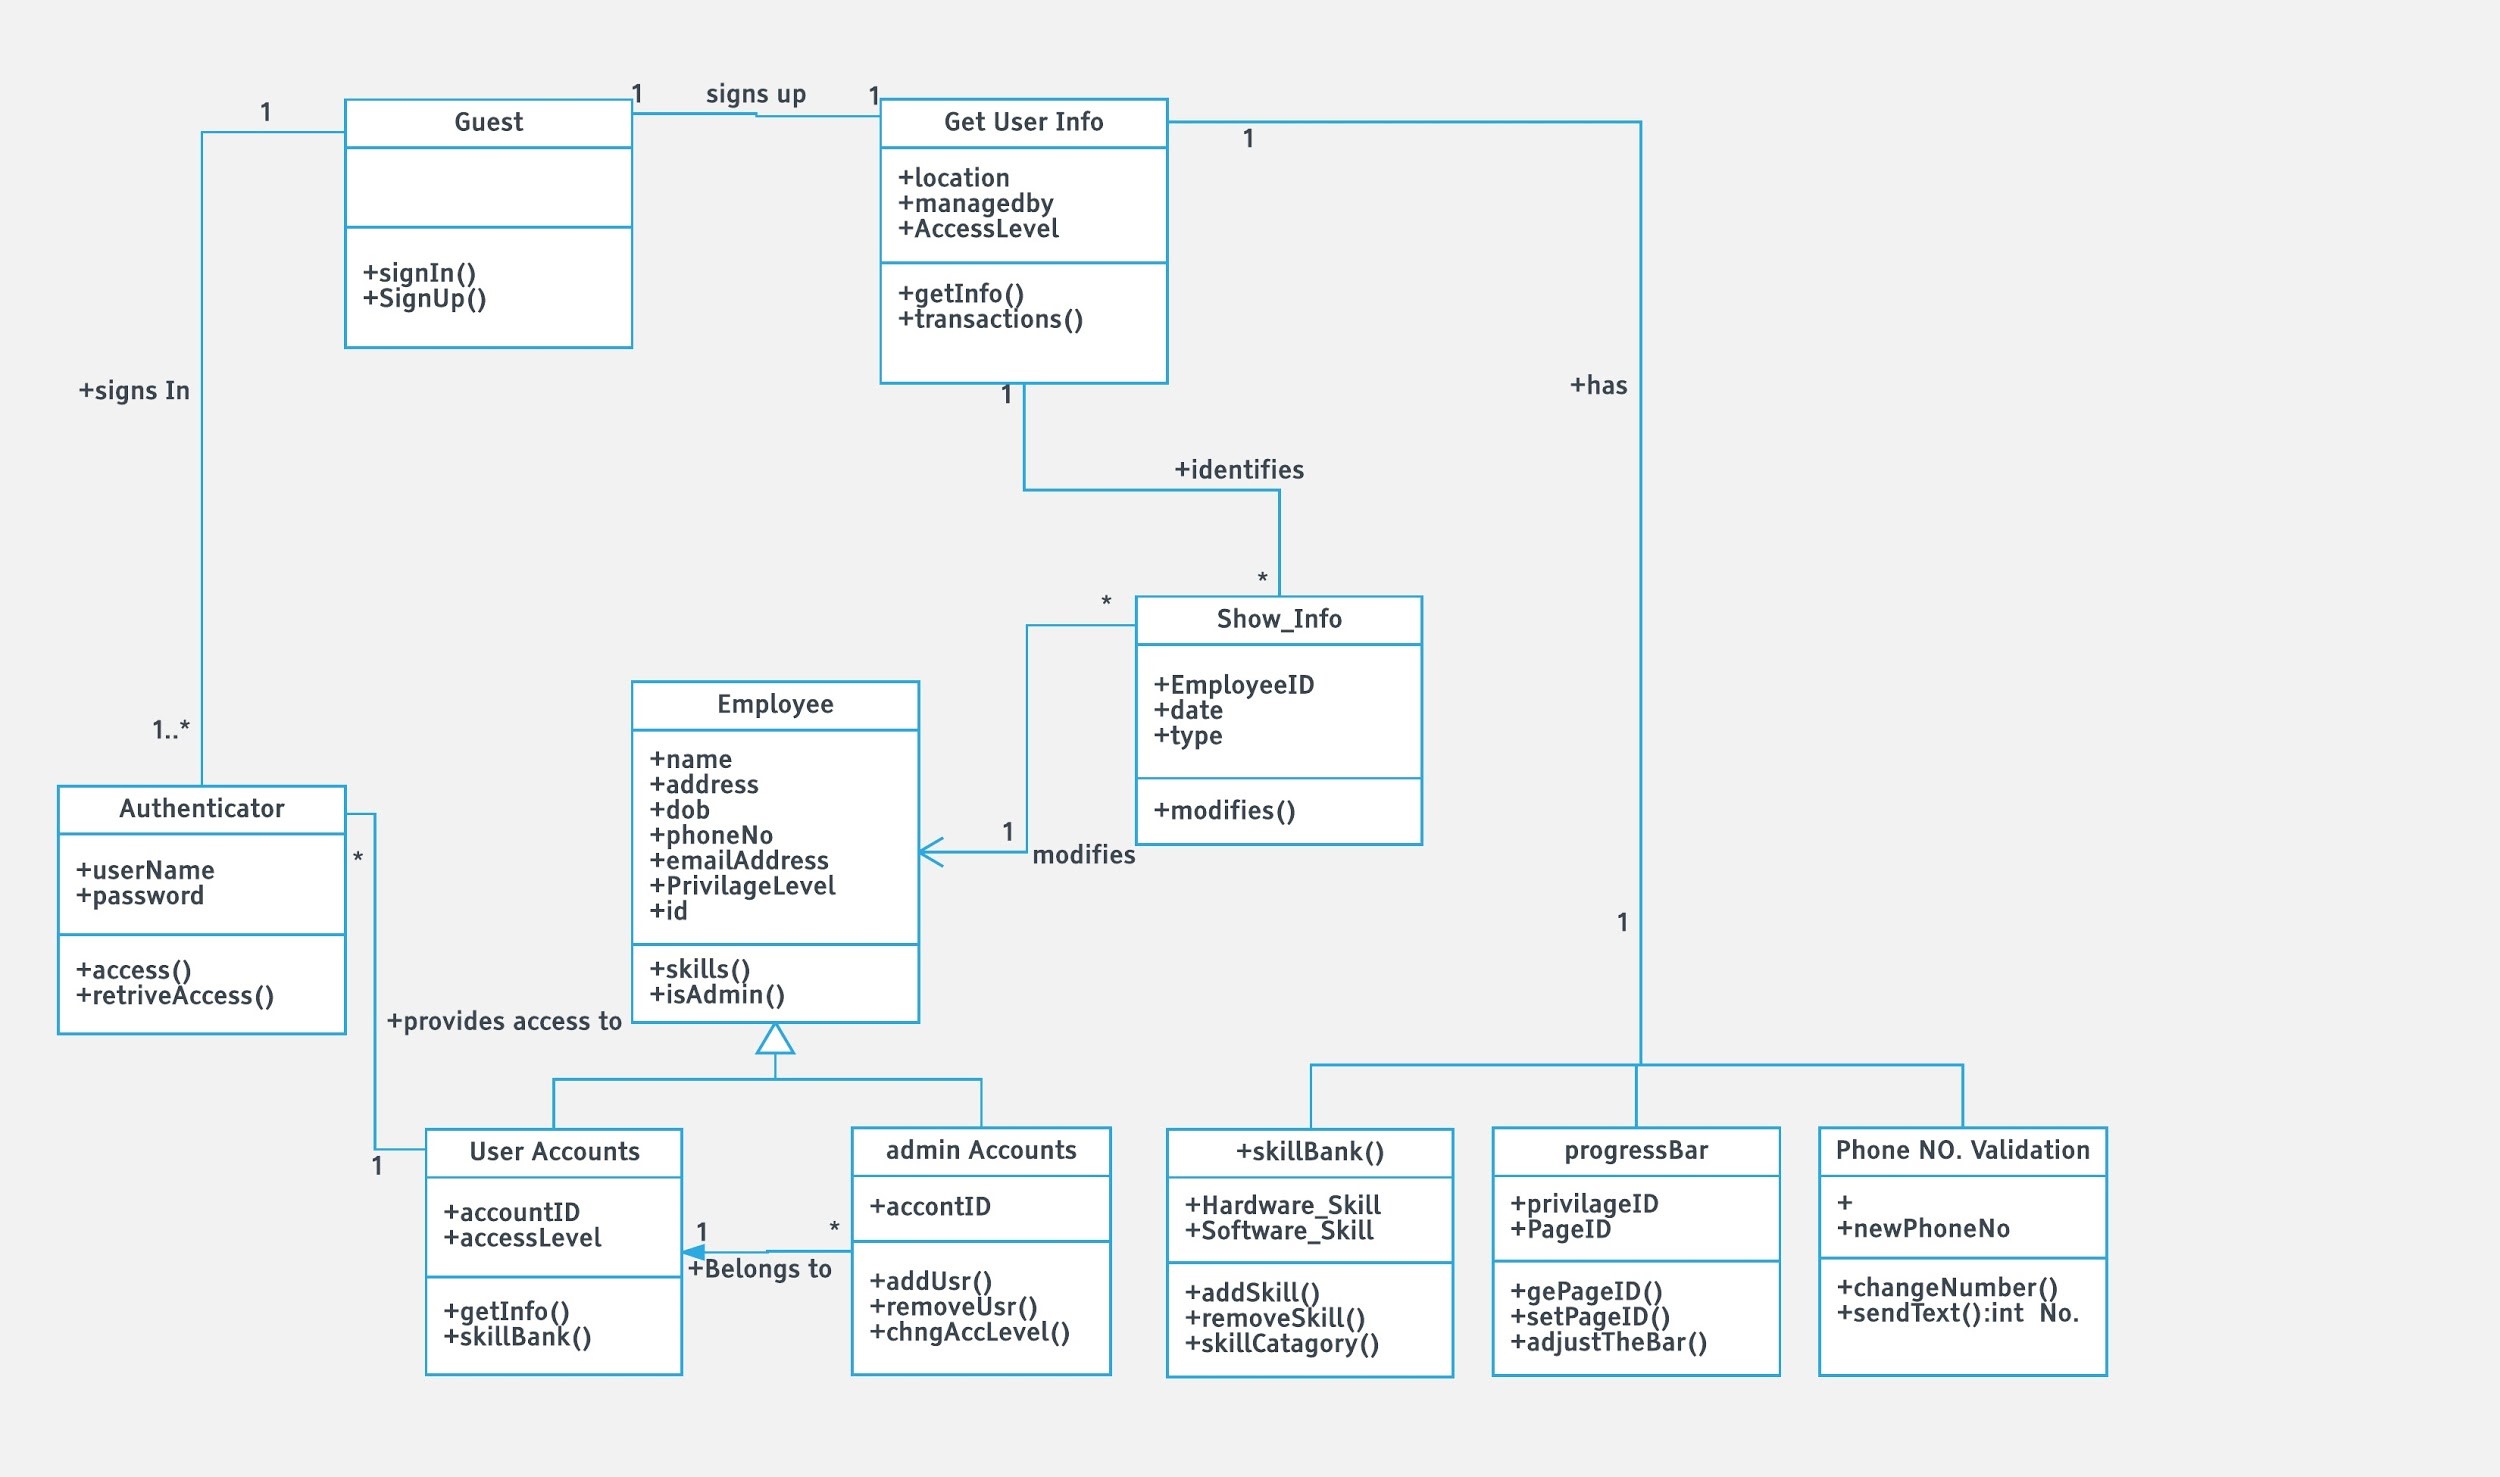 1
Guest
+signIn()
+SignUp()
1
signs up
1
Get User Info
+location
+managedby
+AccessLevel
+getInfo()
+transactions()
1
+has
1
+signs In
1..*
1
+identifies
*
Show_Info
+EmployeeID
+date
+type
+modifies()
*
1
modifies
Employee
+name
+address
+dob
+phoneNo
+emailAddress
+PrivilageLevel
+id
+skills()
+isAdmin()
Authenticator
+userName
+password
+access()
+retriveAccess()
*
+provides access to
1
User Accounts
+accountID
+accessLevel
+getInfo()
+skillBank()
1
*
+Belongs to
admin Accounts
+accontID
+addUsr()
+removeUsr()
+chngAccLevel()
+skillBank()
+Hardware_Skill
+Software_Skill
+addSkill()
+removeSkill()
+skillCatagory()
progressBar
+privilageID
+PageID
+gePageID()
+setPageID()
+adjustTheBar()
Phone NO. Validation
+
+newPhoneNo
+changeNumber()
+sendText():int  No.